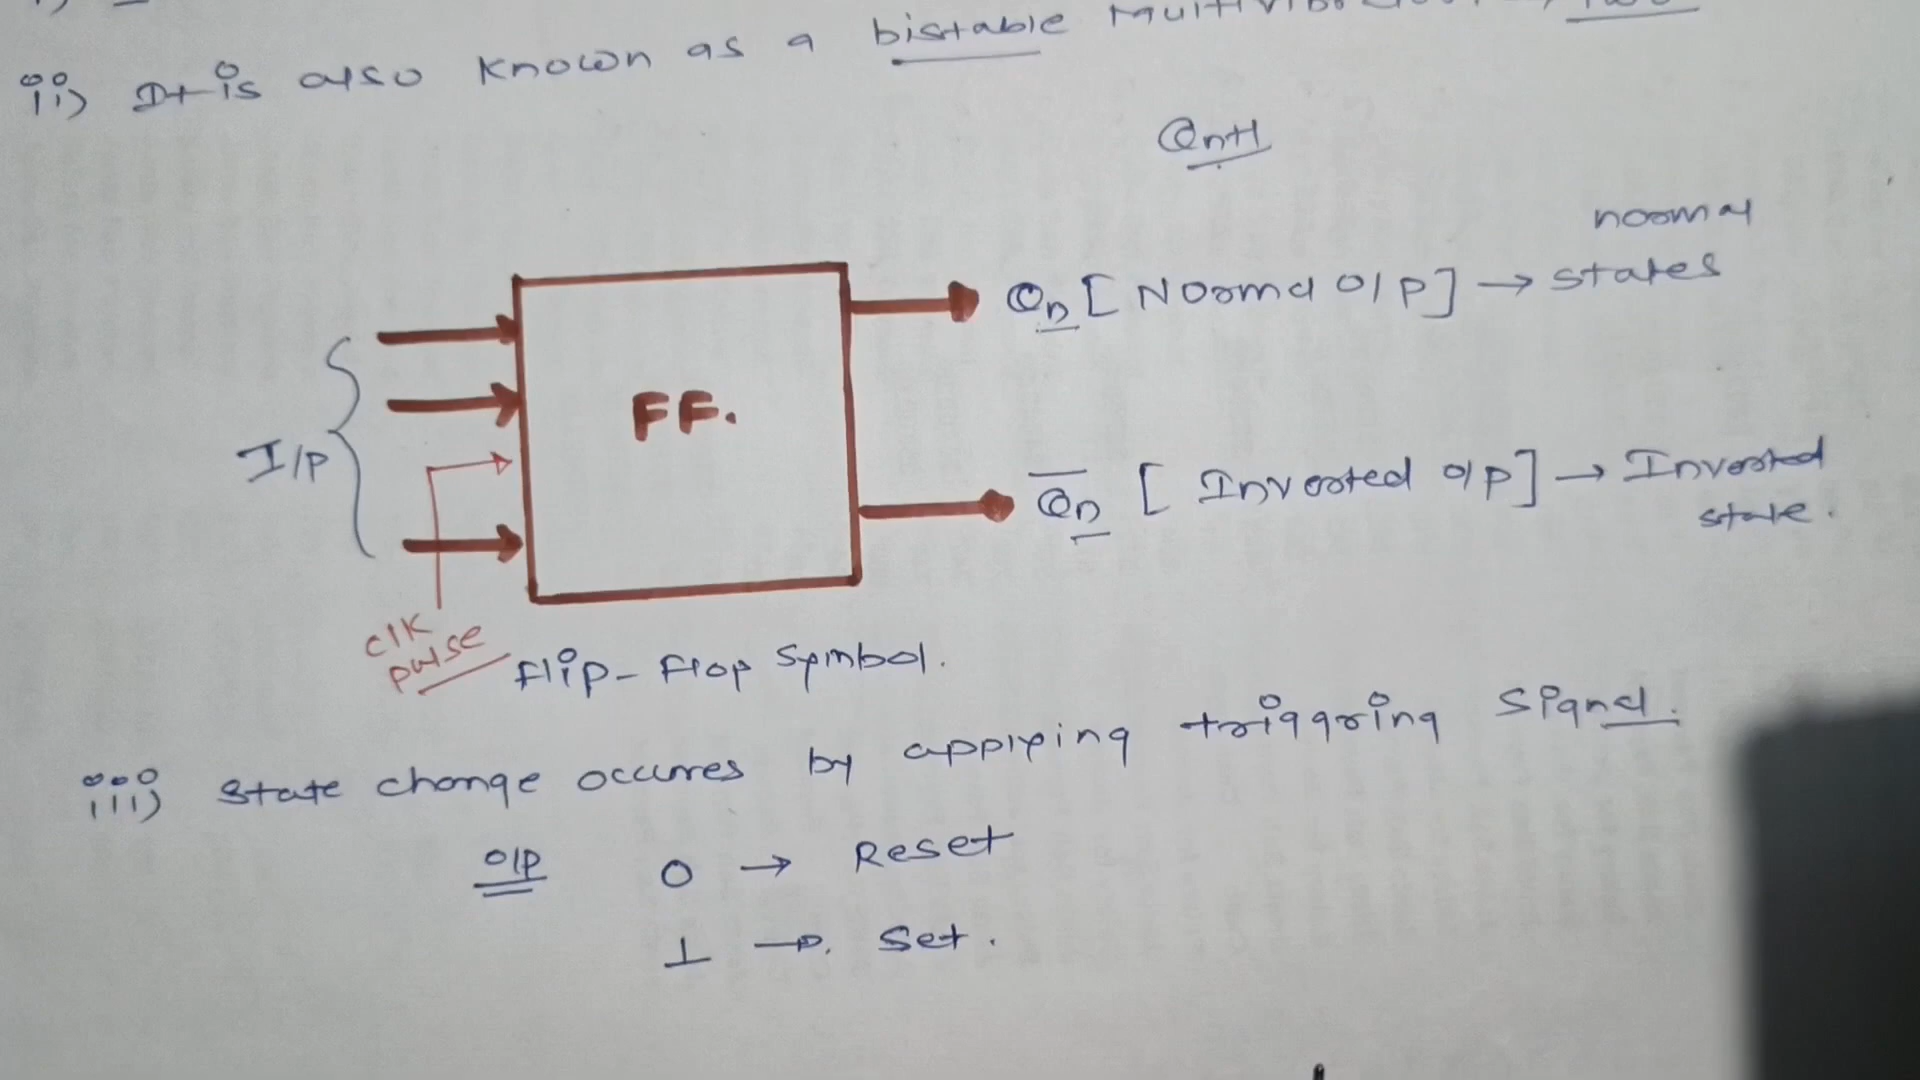 ii) It is also known as a bistable Multivib
Qn+1
normal
Qn [Normal O/P] → states
I/P
FF.
Qn [Inverted O/P] → Inverted
state.
clk
pulse
Flip-Flop Symbol.
iii) State change occures by applying triggring Signal.
O/P 0 → Reset
1 → Set.